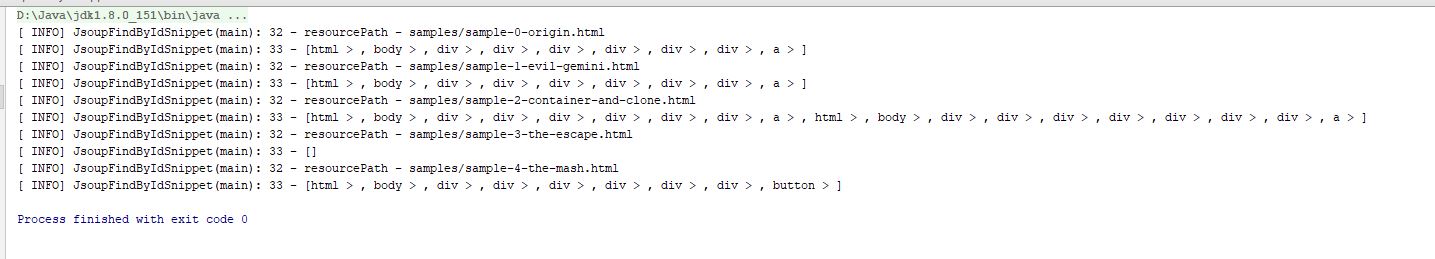 D:\Java\jdk1.8.0_151\bin\java ...
[ INFO] JsoupFindByIdSnippet(main): 32 - resourcePath - samples/sample-0-origin.html
[ INFO] JsoupFindByIdSnippet(main): 33 - [html > , body > , div > , div > , div > , div > , div > , div > , a > ]
[ INFO] JsoupFindByIdSnippet(main): 32 - resourcePath - samples/sample-1-evil-gemini.html
[ INFO] JsoupFindByIdSnippet(main): 33 - [html > , body > , div > , div > , div > , div > , div > , div > , a > ]
[ INFO] JsoupFindByIdSnippet(main): 32 - resourcePath - samples/sample-2-container-and-clone.html
[ INFO] JsoupFindByIdSnippet(main): 33 - [html > , body > , div > , div > , div > , div > , div > , div > , a > , html > , body > , div > , div > , div > , div > , div > , div > , div > , a > ]
[ INFO] JsoupFindByIdSnippet(main): 32 - resourcePath - samples/sample-3-the-escape.html
[ INFO] JsoupFindByIdSnippet(main): 33 - []
[ INFO] JsoupFindByIdSnippet(main): 32 - resourcePath - samples/sample-4-the-mash.html
[ INFO] JsoupFindByIdSnippet(main): 33 - [html > , body > , div > , div > , div > , div > , div > , div > , button > ]
Process finished with exit code 0